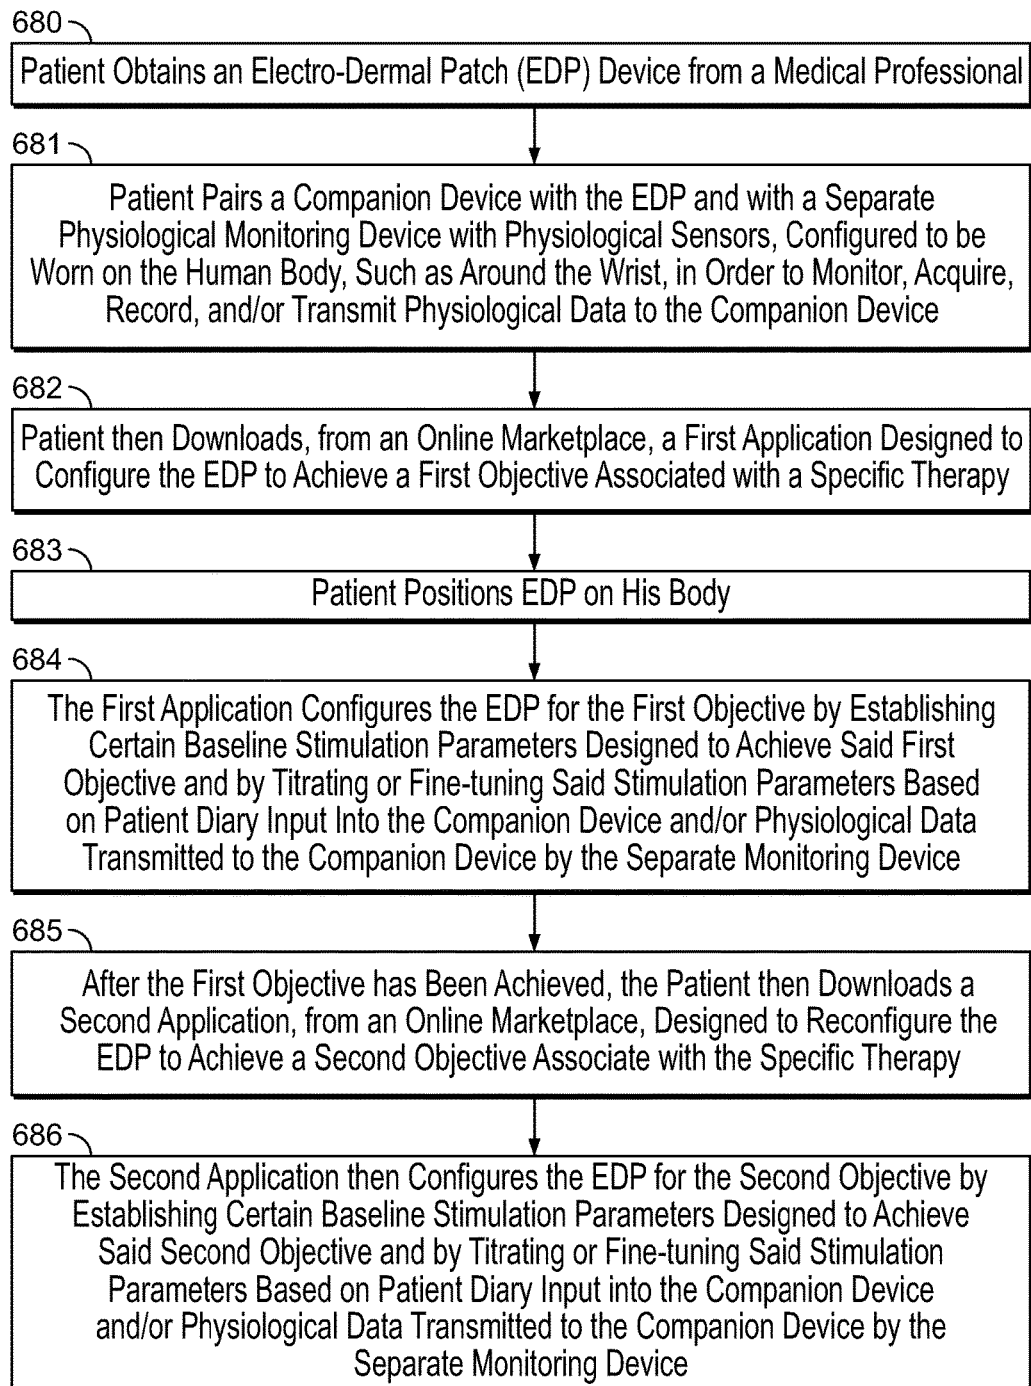 680
Patient Obtains an Electro-Dermal Patch (EDP) Device from a Medical Professional
681
Patient Pairs a Companion Device with the EDP and with a Separate
Physiological Monitoring Device with Physiological Sensors, Configured to be
Worn on the Human Body, Such as Around the Wrist, in Order to Monitor, Acquire,
Record, and/or Transmit Physiological Data to the Companion Device
682
Patient then Downloads, from an Online Marketplace, a First Application Designed to
Configure the EDP to Achieve a First Objective Associated with a Specific Therapy
683
Patient Positions EDP on His Body
684
The First Application Configures the EDP for the First Objective by Establishing
Certain Baseline Stimulation Parameters Designed to Achieve Said First
Objective and by Titrating or Fine-tuning Said Stimulation Parameters Based
on Patient Diary Input Into the Companion Device and/or Physiological Data
Transmitted to the Companion Device by the Separate Monitoring Device
685
After the First Objective has Been Achieved, the Patient then Downloads a
Second Application, from an Online Marketplace, Designed to Reconfigure the
EDP to Achieve a Second Objective Associate with the Specific Therapy
686
The Second Application then Configures the EDP for the Second Objective by
Establishing Certain Baseline Stimulation Parameters Designed to Achieve
Said Second Objective and by Titrating or Fine-tuning Said Stimulation
Parameters Based on Patient Diary Input into the Companion Device
and/or Physiological Data Transmitted to the Companion Device by the
Separate Monitoring Device